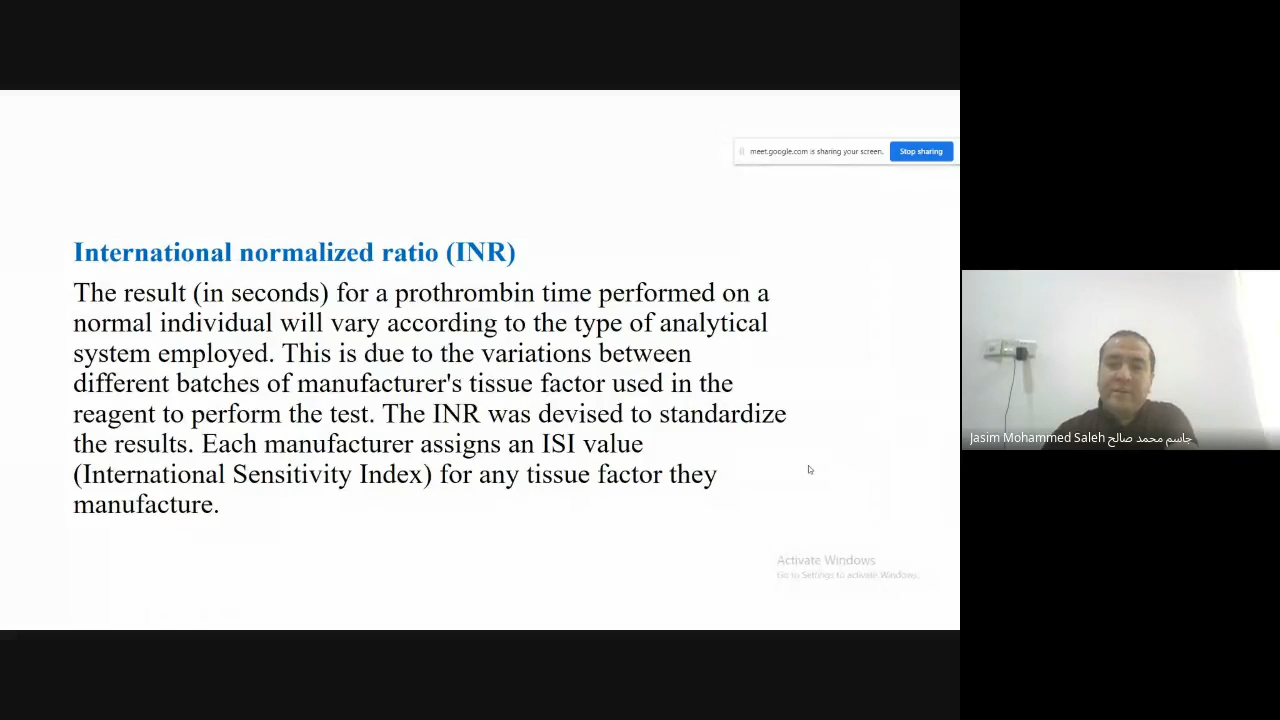 meet.google.com is sharing your screen.
Stop sharing
International normalized ratio (INR)
The result (in seconds) for a prothrombin time performed on a
normal individual will vary according to the type of analytical
system employed. This is due to the variations between
different batches of manufacturer's tissue factor used in the
reagent to perform the test. The INR was devised to standardize
the results. Each manufacturer assigns an ISI value
(International Sensitivity Index) for any tissue factor they
manufacture.
Jasim Mohammed Saleh جاسم محمد صالح
Activate Windows
Go to Settings to activate Windows.